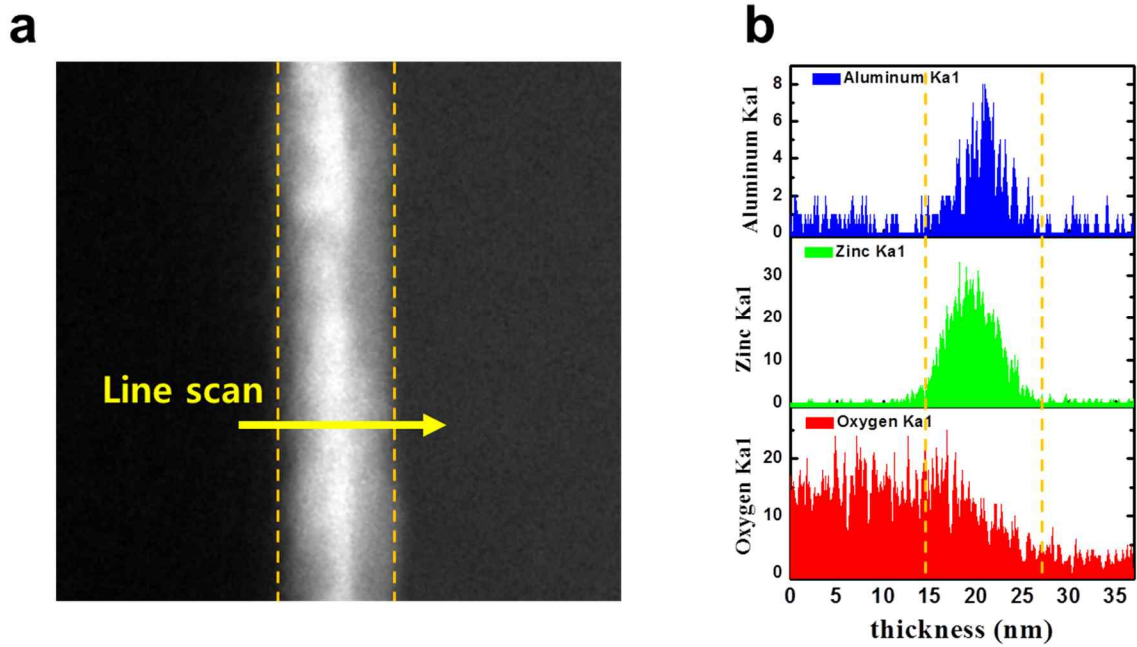 a
b
Line scan
Aluminum Ka1
8
6
4
2
0
Aluminum Ka1
Zinc Ka1
30
20
10
0
Zinc Ka1
Oxygen Ka1
20
10
0
Oxygen Ka1
0 5 10 15 20 25 30 35
thickness (nm)